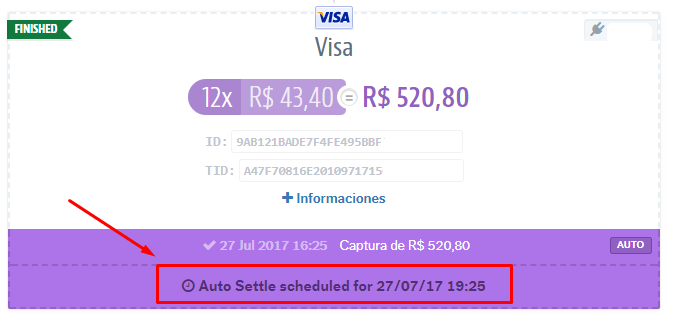 VISA
FINISHED
Visa
12x R$ 43,40 = R$ 520,80
ID: 9AB121BADE7F4FE495BBF
TID: A47F70816E2010971715
+ Informaciones
27 Jul 2017 16:25 Captura de R$ 520,80 AUTO
Auto Settle scheduled for 27/07/17 19:25